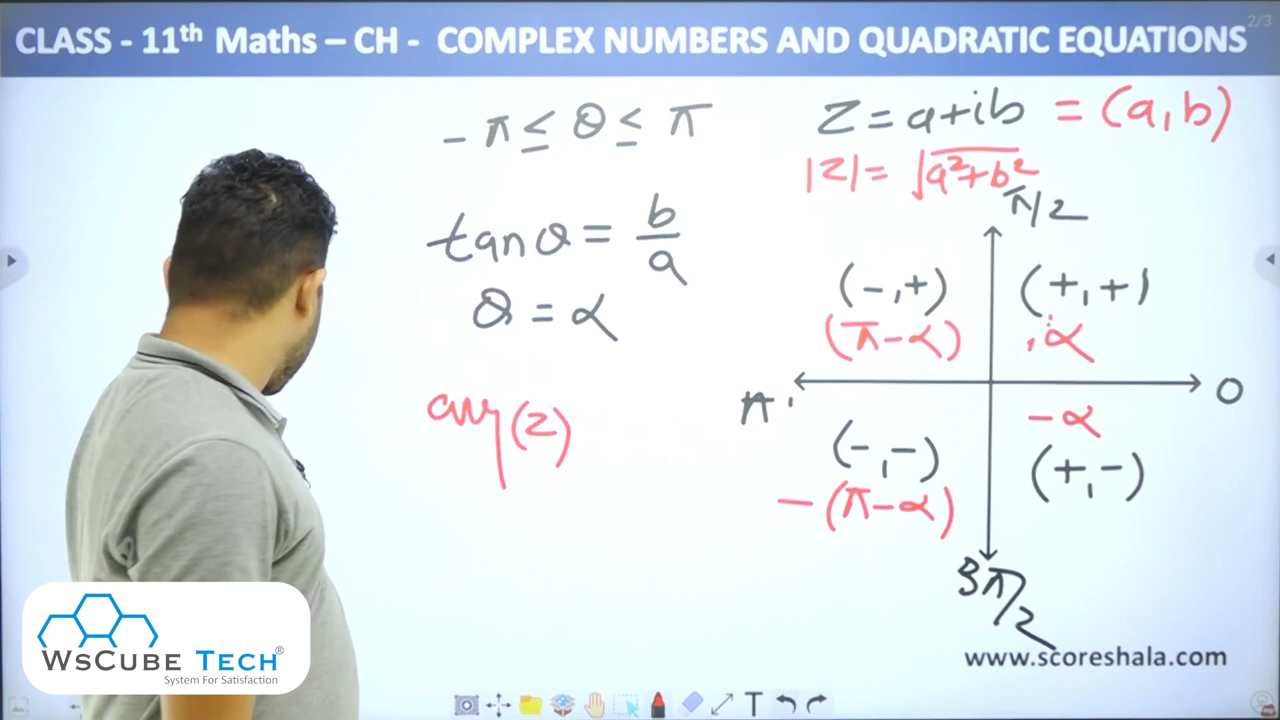 2/3
CLASS - 11th Maths – CH - COMPLEX NUMBERS AND QUADRATIC EQUATIONS
- π ≤ θ ≤ π
z = a+ib = (a,b)
|z| = √a²+b²
tanθ = b/a
θ = α
arg(z)
π/2
(-,+)
(+,+)
(π-α)
α
π
0
(-,-)
-α
-(π-α)
(+,-)
3π/2
www.scoreshala.com
WsCube Tech®
System For Satisfaction
T